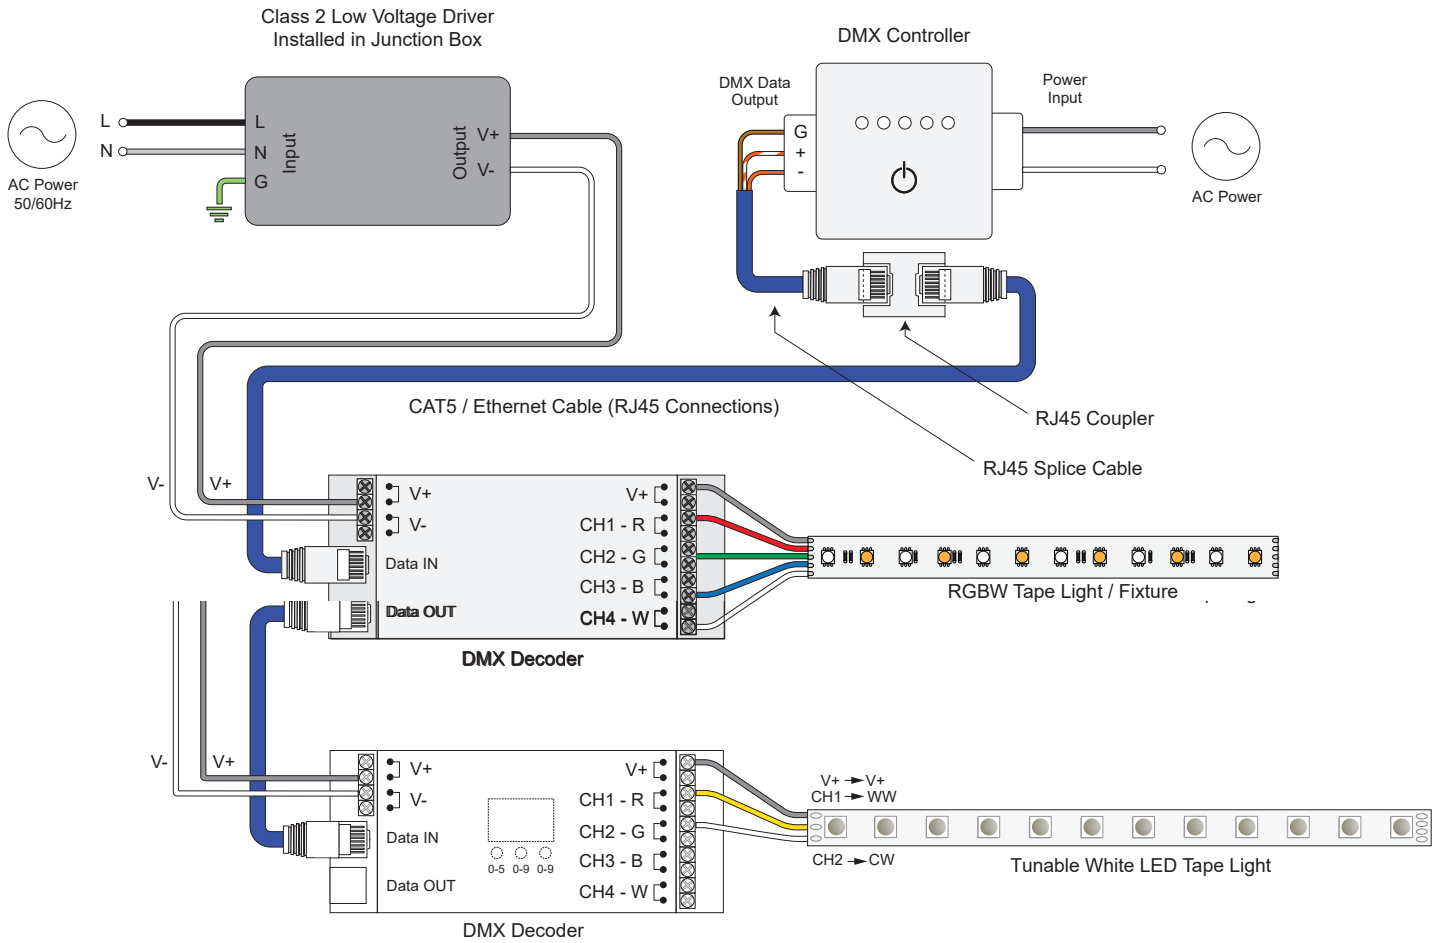 Class 2 Low Voltage Driver
Installed in Junction Box
DMX Controller
AC Power
50/60Hz
L
N
L
N
G
Input
Output
V+
V-
DMX Data
Output
G
+
-
Power
Input
AC Power
CAT5 / Ethernet Cable (RJ45 Connections)
RJ45 Coupler
RJ45 Splice Cable
V-
V+
V+
V-
Data IN
Data OUT
V+
CH1 - R
CH2 - G
CH3 - B
CH4 - W
DMX Decoder
RGBW Tape Light / Fixture
V-
V+
V+
V-
Data IN
Data OUT
0-5
0-9
0-9
V+
CH1 - R
CH2 - G
CH3 - B
CH4 - W
DMX Decoder
V+ V+
CH1 WW
CH2 CW
Tunable White LED Tape Light